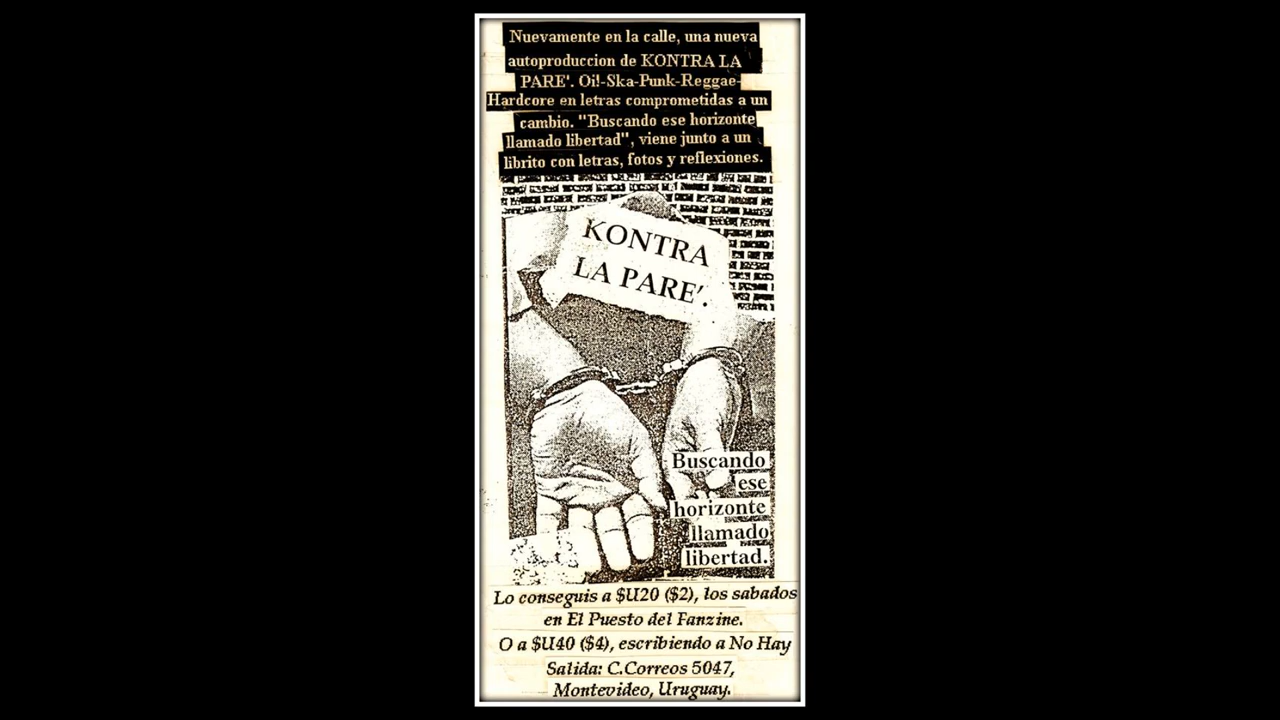 Nuevamente en la calle, una nueva
autoproduccion de KONTRA LA
PARE'. Oi!-Ska-Punk-Reggae-
Hardcore en letras comprometidas a un
cambio. "Buscando ese horizonte
llamado libertad", viene junto a un
librito con letras, fotos y reflexiones.
KONTRA
LA PARE'.
Buscando
ese
horizonte
llamado
libertad.
Lo conseguis a $U20 ($2), los sabados
en El Puesto del Fanzine.
O a $U40 ($4), escribiendo a No Hay
Salida: C.Correos 5047,
Montevideo, Uruguay.